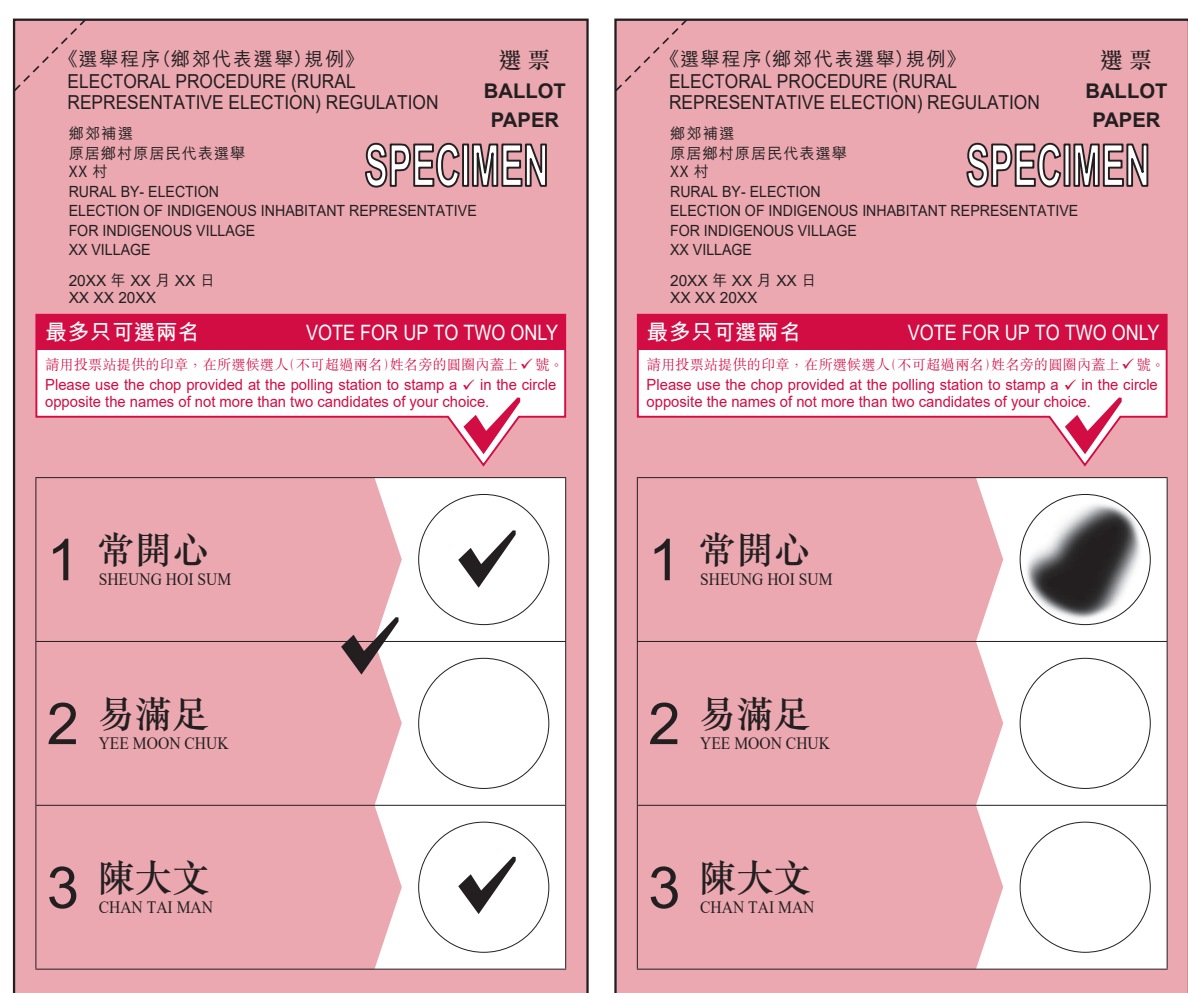 《選舉程序(鄉郊代表選舉)規例》
ELECTORAL PROCEDURE (RURAL
REPRESENTATIVE ELECTION) REGULATION
選票
BALLOT
PAPER
鄉郊補選
原居鄉村原居民代表選舉
XX 村
RURAL BY- ELECTION
ELECTION OF INDIGENOUS INHABITANT REPRESENTATIVE
FOR INDIGENOUS VILLAGE
XX VILLAGE
SPECIMEN
20XX 年 XX 月 XX 日
XX XX 20XX
最多只可選兩名 VOTE FOR UP TO TWO ONLY
請用投票站提供的印章，在所選候選人(不可超過兩名)姓名旁的圓圈內蓋上✓號。
Please use the chop provided at the polling station to stamp a ✓ in the circle
opposite the names of not more than two candidates of your choice.
1 常開心
SHEUNG HOI SUM
2 易滿足
YEE MOON CHUK
3 陳大文
CHAN TAI MAN
《選舉程序(鄉郊代表選舉)規例》
ELECTORAL PROCEDURE (RURAL
REPRESENTATIVE ELECTION) REGULATION
選票
BALLOT
PAPER
鄉郊補選
原居鄉村原居民代表選舉
XX 村
RURAL BY- ELECTION
ELECTION OF INDIGENOUS INHABITANT REPRESENTATIVE
FOR INDIGENOUS VILLAGE
XX VILLAGE
SPECIMEN
20XX 年 XX 月 XX 日
XX XX 20XX
最多只可選兩名 VOTE FOR UP TO TWO ONLY
請用投票站提供的印章，在所選候選人(不可超過兩名)姓名旁的圓圈內蓋上✓號。
Please use the chop provided at the polling station to stamp a ✓ in the circle
opposite the names of not more than two candidates of your choice.
1 常開心
SHEUNG HOI SUM
2 易滿足
YEE MOON CHUK
3 陳大文
CHAN TAI MAN